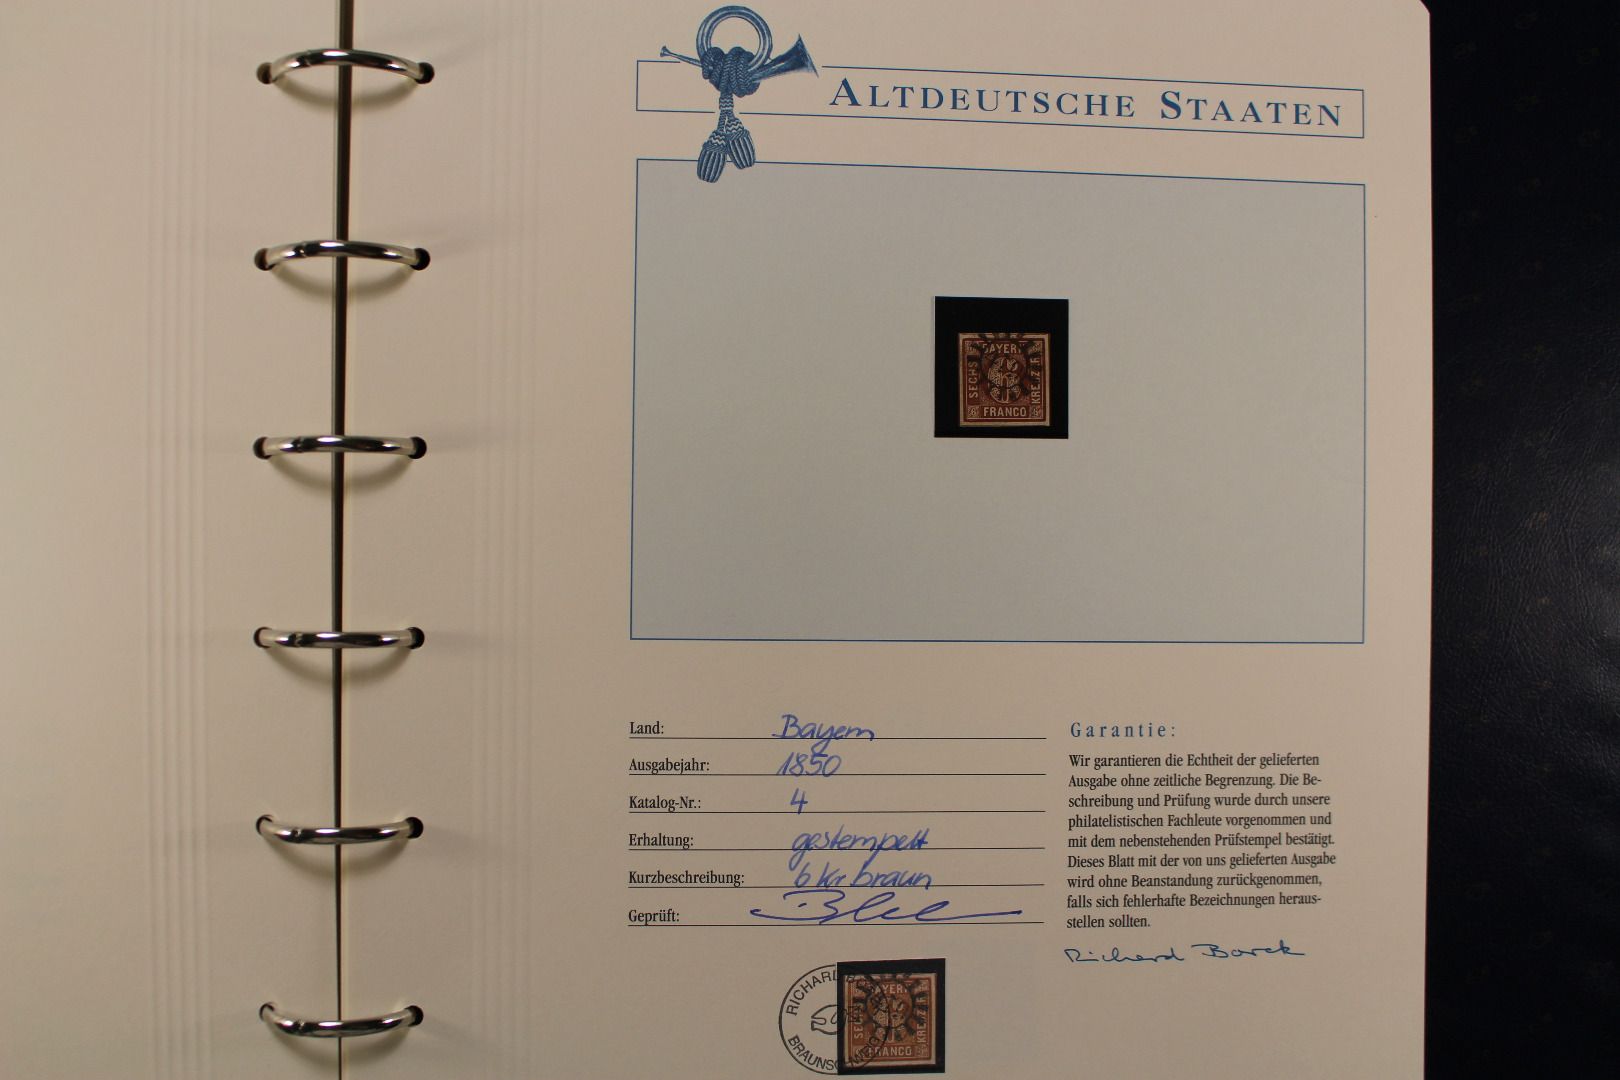 ALTDEUTSCHE STAATEN
BAYERN
SECHS
KREUZER
FRANCO
Land: Bayern
Ausgabejahr: 1850
Katalog-Nr.: 4
Erhaltung: gestempelt
Kurzbeschreibung: 6 Kr braun
Geprüft:
Garantie:
Wir garantieren die Echtheit der gelieferten
Ausgabe ohne zeitliche Begrenzung. Die Be-
schreibung und Prüfung wurde durch unsere
philatelistischen Fachleute vorgenommen und
mit dem nebenstehenden Prüfstempel bestätigt.
Dieses Blatt mit der von uns gelieferten Ausgabe
wird ohne Beanstandung zurückgenommen,
falls sich fehlerhafte Bezeichnungen heraus-
stellen sollten.
Richard Borek
RICHARD
BRAUNSCHWEIG
BAYERN
KREUZER
FRANCO